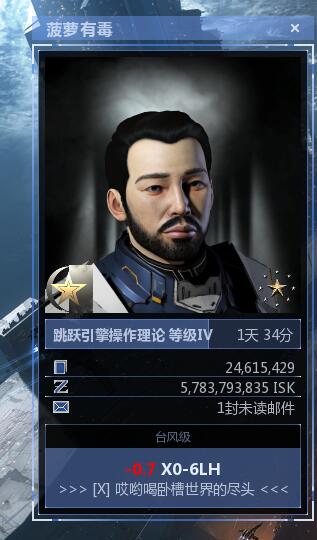 菠萝有毒
跳跃引擎操作理论 等级IV 1天 34分
24,615,429
5,783,793,835 ISK
1封未读邮件
台风级
-0.7 X0-6LH
>>> [X] 哎哟喝卧槽世界的尽头 <<<